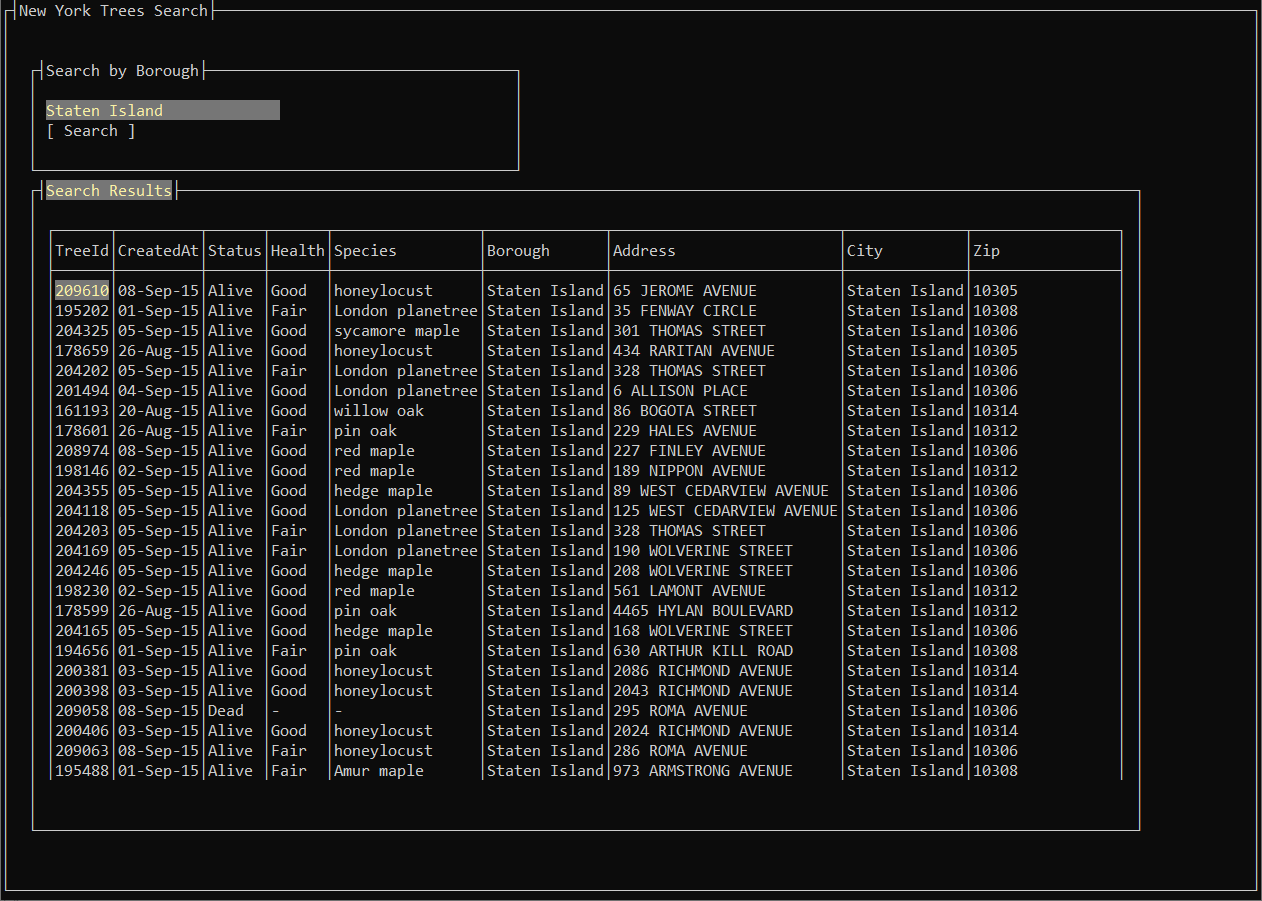 New York Trees Search
Search by Borough
Staten Island
[ Search ]
Search Results
TreeId CreatedAt Status Health Species Borough Address City Zip
209610 08-Sep-15 Alive Good honeylocust Staten Island 65 JEROME AVENUE Staten Island 10305
195202 01-Sep-15 Alive Fair London planetree Staten Island 35 FENWAY CIRCLE Staten Island 10308
204325 05-Sep-15 Alive Good sycamore maple Staten Island 301 THOMAS STREET Staten Island 10306
178659 26-Aug-15 Alive Good honeylocust Staten Island 434 RARITAN AVENUE Staten Island 10305
204202 05-Sep-15 Alive Fair London planetree Staten Island 328 THOMAS STREET Staten Island 10306
201494 04-Sep-15 Alive Good London planetree Staten Island 6 ALLISON PLACE Staten Island 10306
161193 20-Aug-15 Alive Good willow oak Staten Island 86 BOGOTA STREET Staten Island 10314
178601 26-Aug-15 Alive Fair pin oak Staten Island 229 HALES AVENUE Staten Island 10312
208974 08-Sep-15 Alive Good red maple Staten Island 227 FINLEY AVENUE Staten Island 10306
198146 02-Sep-15 Alive Good red maple Staten Island 189 NIPPON AVENUE Staten Island 10312
204355 05-Sep-15 Alive Good hedge maple Staten Island 89 WEST CEDARVIEW AVENUE Staten Island 10306
204118 05-Sep-15 Alive Good London planetree Staten Island 125 WEST CEDARVIEW AVENUE Staten Island 10306
204203 05-Sep-15 Alive Fair London planetree Staten Island 328 THOMAS STREET Staten Island 10306
204169 05-Sep-15 Alive Fair London planetree Staten Island 190 WOLVERINE STREET Staten Island 10306
204246 05-Sep-15 Alive Good hedge maple Staten Island 208 WOLVERINE STREET Staten Island 10306
198230 02-Sep-15 Alive Good red maple Staten Island 561 LAMONT AVENUE Staten Island 10312
178599 26-Aug-15 Alive Good pin oak Staten Island 4465 HYLAN BOULEVARD Staten Island 10312
204165 05-Sep-15 Alive Good hedge maple Staten Island 168 WOLVERINE STREET Staten Island 10306
194656 01-Sep-15 Alive Fair pin oak Staten Island 630 ARTHUR KILL ROAD Staten Island 10308
200381 03-Sep-15 Alive Good honeylocust Staten Island 2086 RICHMOND AVENUE Staten Island 10314
200398 03-Sep-15 Alive Good honeylocust Staten Island 2043 RICHMOND AVENUE Staten Island 10314
209058 08-Sep-15 Dead - - Staten Island 295 ROMA AVENUE Staten Island 10306
200406 03-Sep-15 Alive Good honeylocust Staten Island 2024 RICHMOND AVENUE Staten Island 10314
209063 08-Sep-15 Alive Fair honeylocust Staten Island 286 ROMA AVENUE Staten Island 10306
195488 01-Sep-15 Alive Fair Amur maple Staten Island 973 ARMSTRONG AVENUE Staten Island 10308